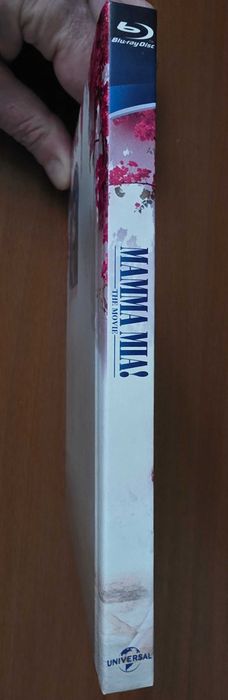 Blu-ray Disc
MAMMA MIA!
THE MOVIE
UNIVERSAL